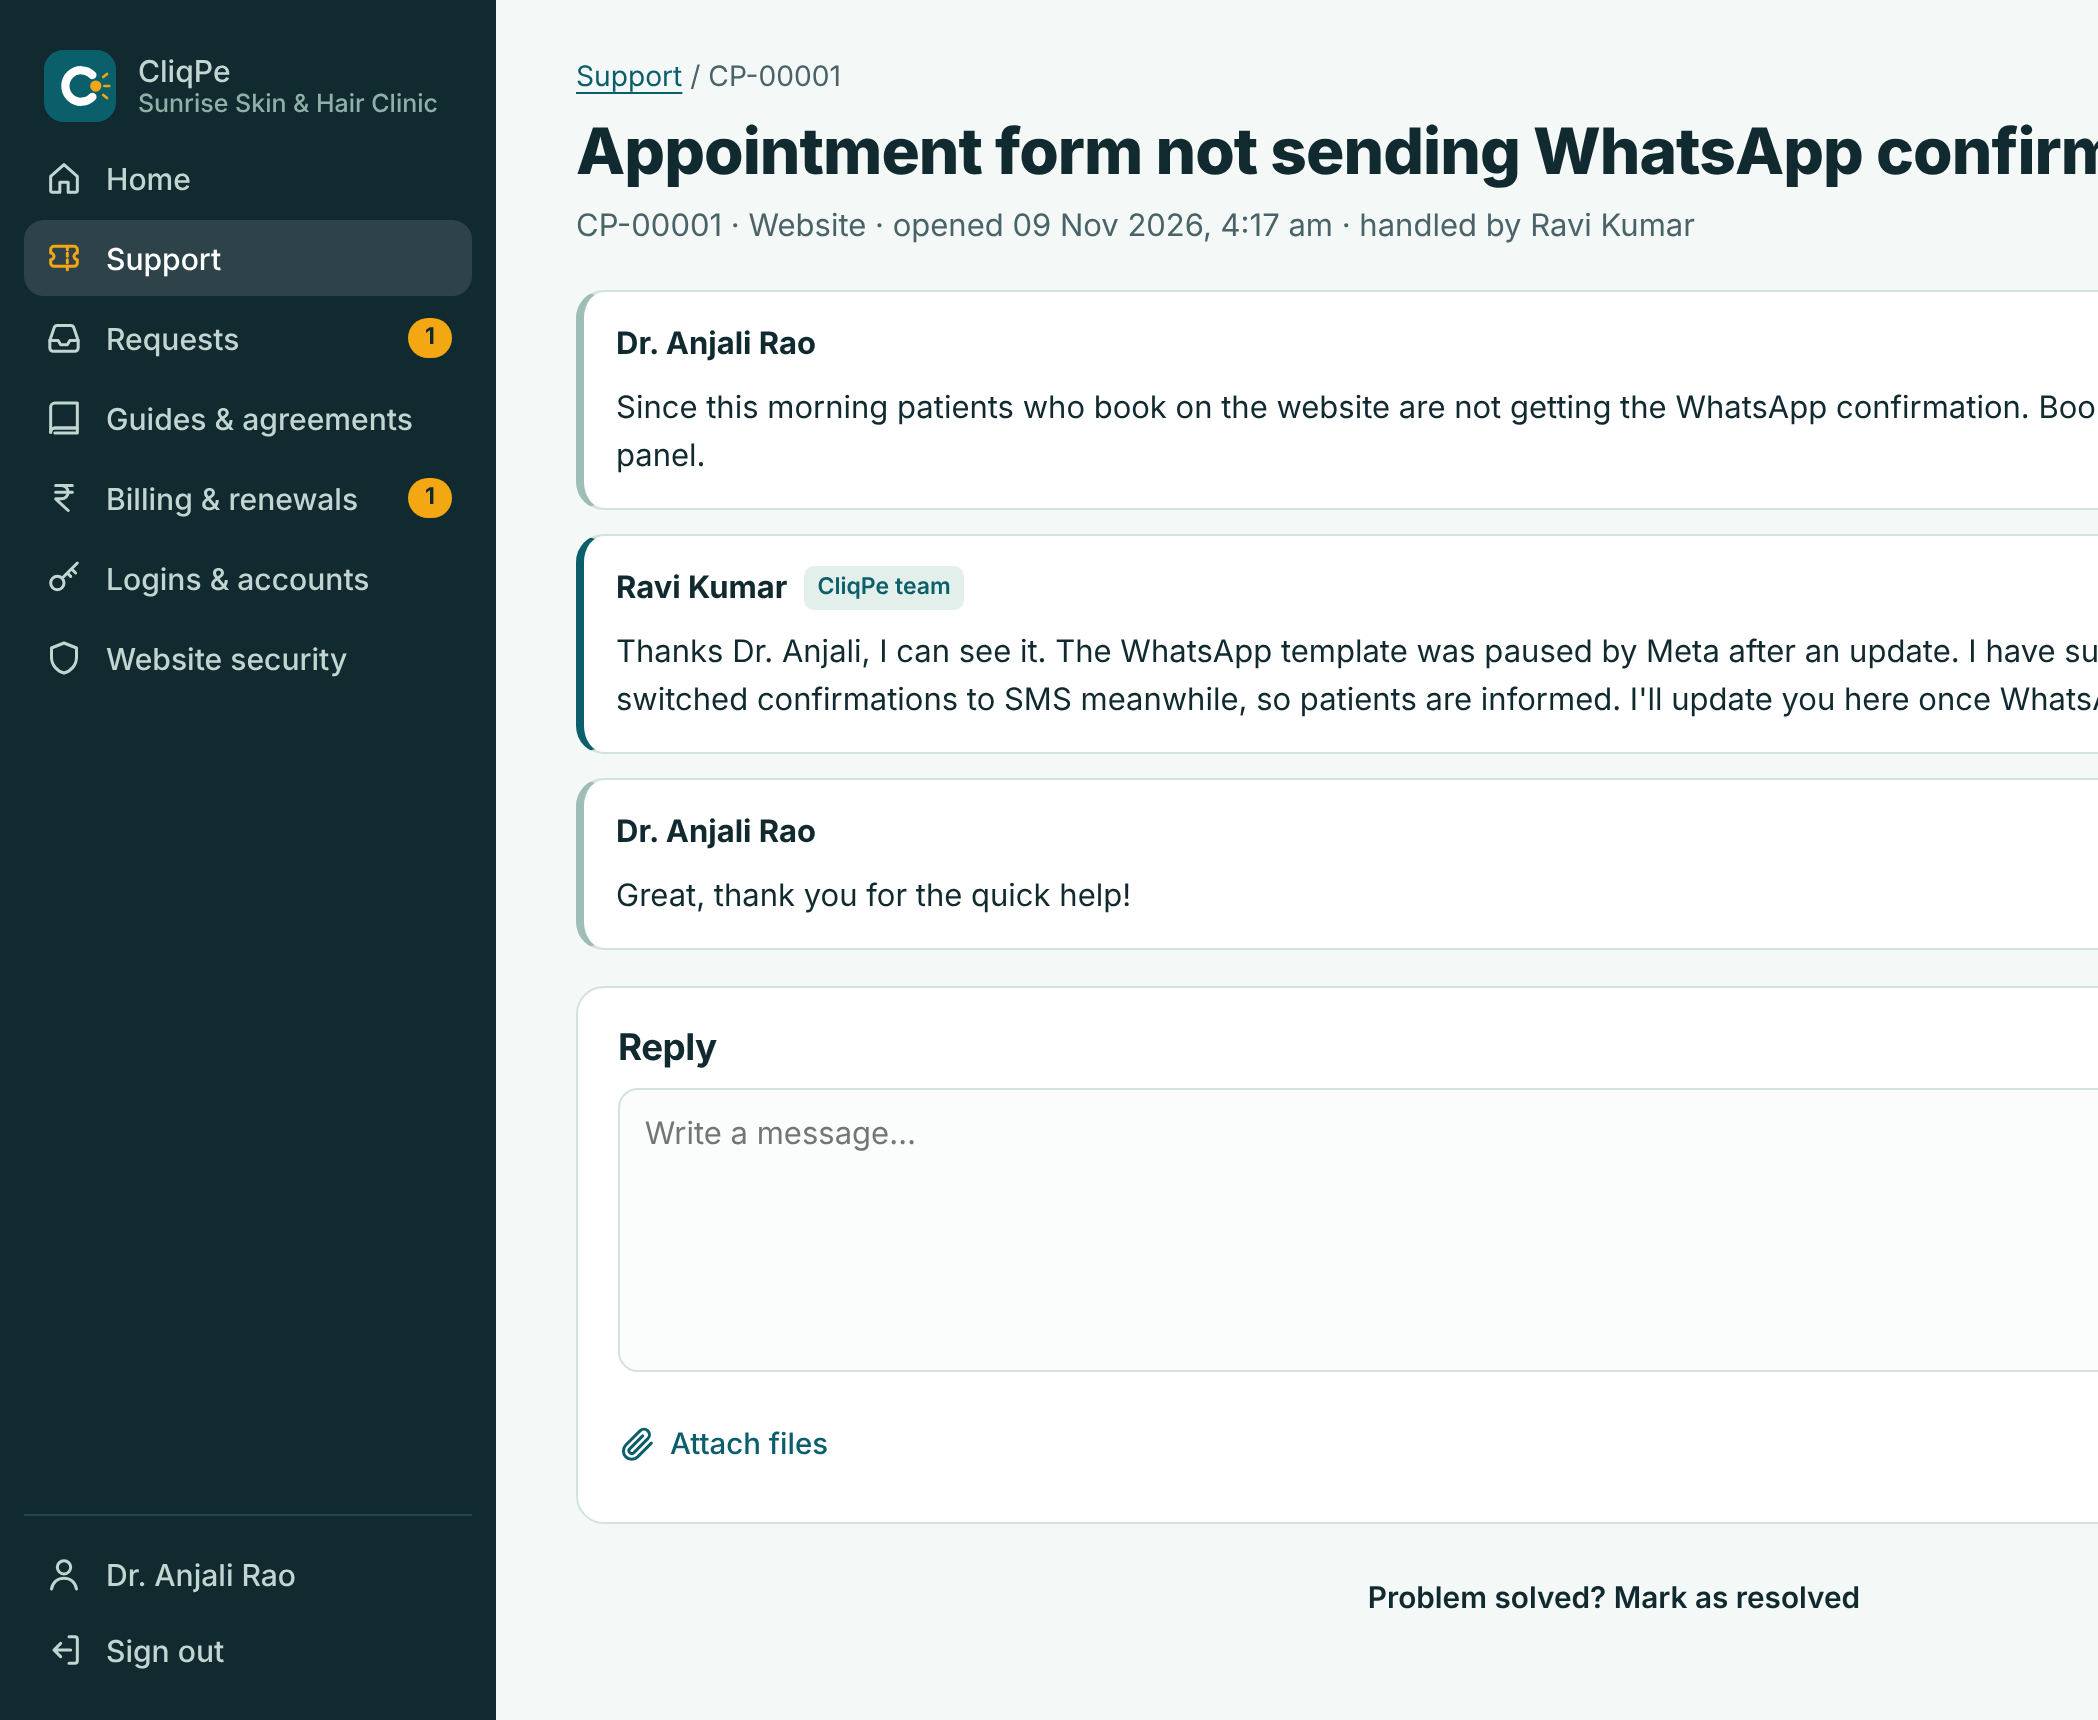 CliqPe
Sunrise Skin & Hair Clinic
Home
Support
Requests 1
Guides & agreements
Billing & renewals 1
Logins & accounts
Website security
Dr. Anjali Rao
Sign out
Support / CP-00001
Appointment form not sending WhatsApp
CP-00001 · Website · opened 09 Nov 2026, 4:17 am · handled by Ravi Kumar
Dr. Anjali Rao
Since this morning patients who book on the website are not getting the WhatsApp confirmation.
panel.
Ravi Kumar CliqPe team
Thanks Dr. Anjali, I can see it. The WhatsApp template was paused by Meta after an update. I have
switched confirmations to SMS meanwhile, so patients are informed. I'll update you here once
Dr. Anjali Rao
Great, thank you for the quick help!
Reply
Write a message...
Attach files
Problem solved? Mark as resolved